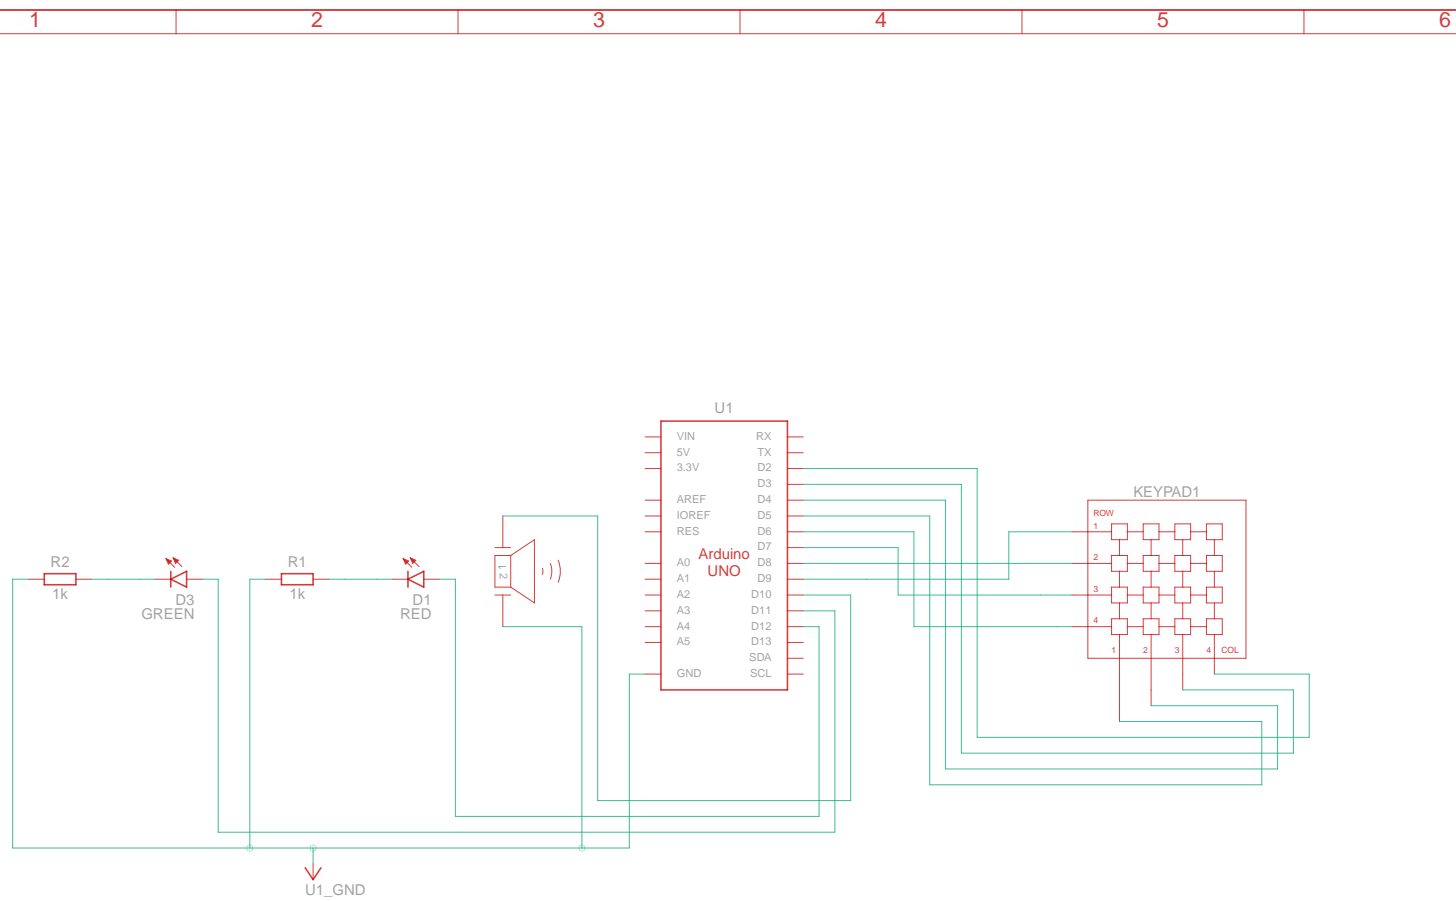 1 2 3 4 5 6
U1
VIN RX
5V TX
3.3V D2
D3
AREF D4
IOREF D5
RES D6
D7
A0 D8
A1 D9
A2 D10
A3 D11
A4 D12
A5 D13
SDA
GND SCL
Arduino
UNO
KEYPAD1
ROW
1
2
3
4
1 2 3 4 COL
R2
1k
D3
GREEN
R1
1k
D1
RED
1 2
U1_GND